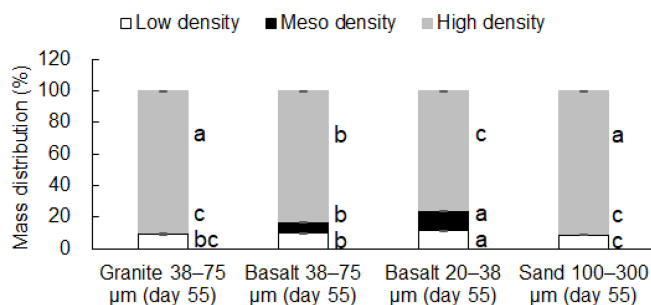 Low density Meso density High density
Mass distribution (%)
120
100
80
60
40
20
0
a b c a
c b a c
bc b a c
Granite 38–75 Basalt 38–75 Basalt 20–38 Sand 100–300
μm (day 55) μm (day 55) μm (day 55) μm (day 55)